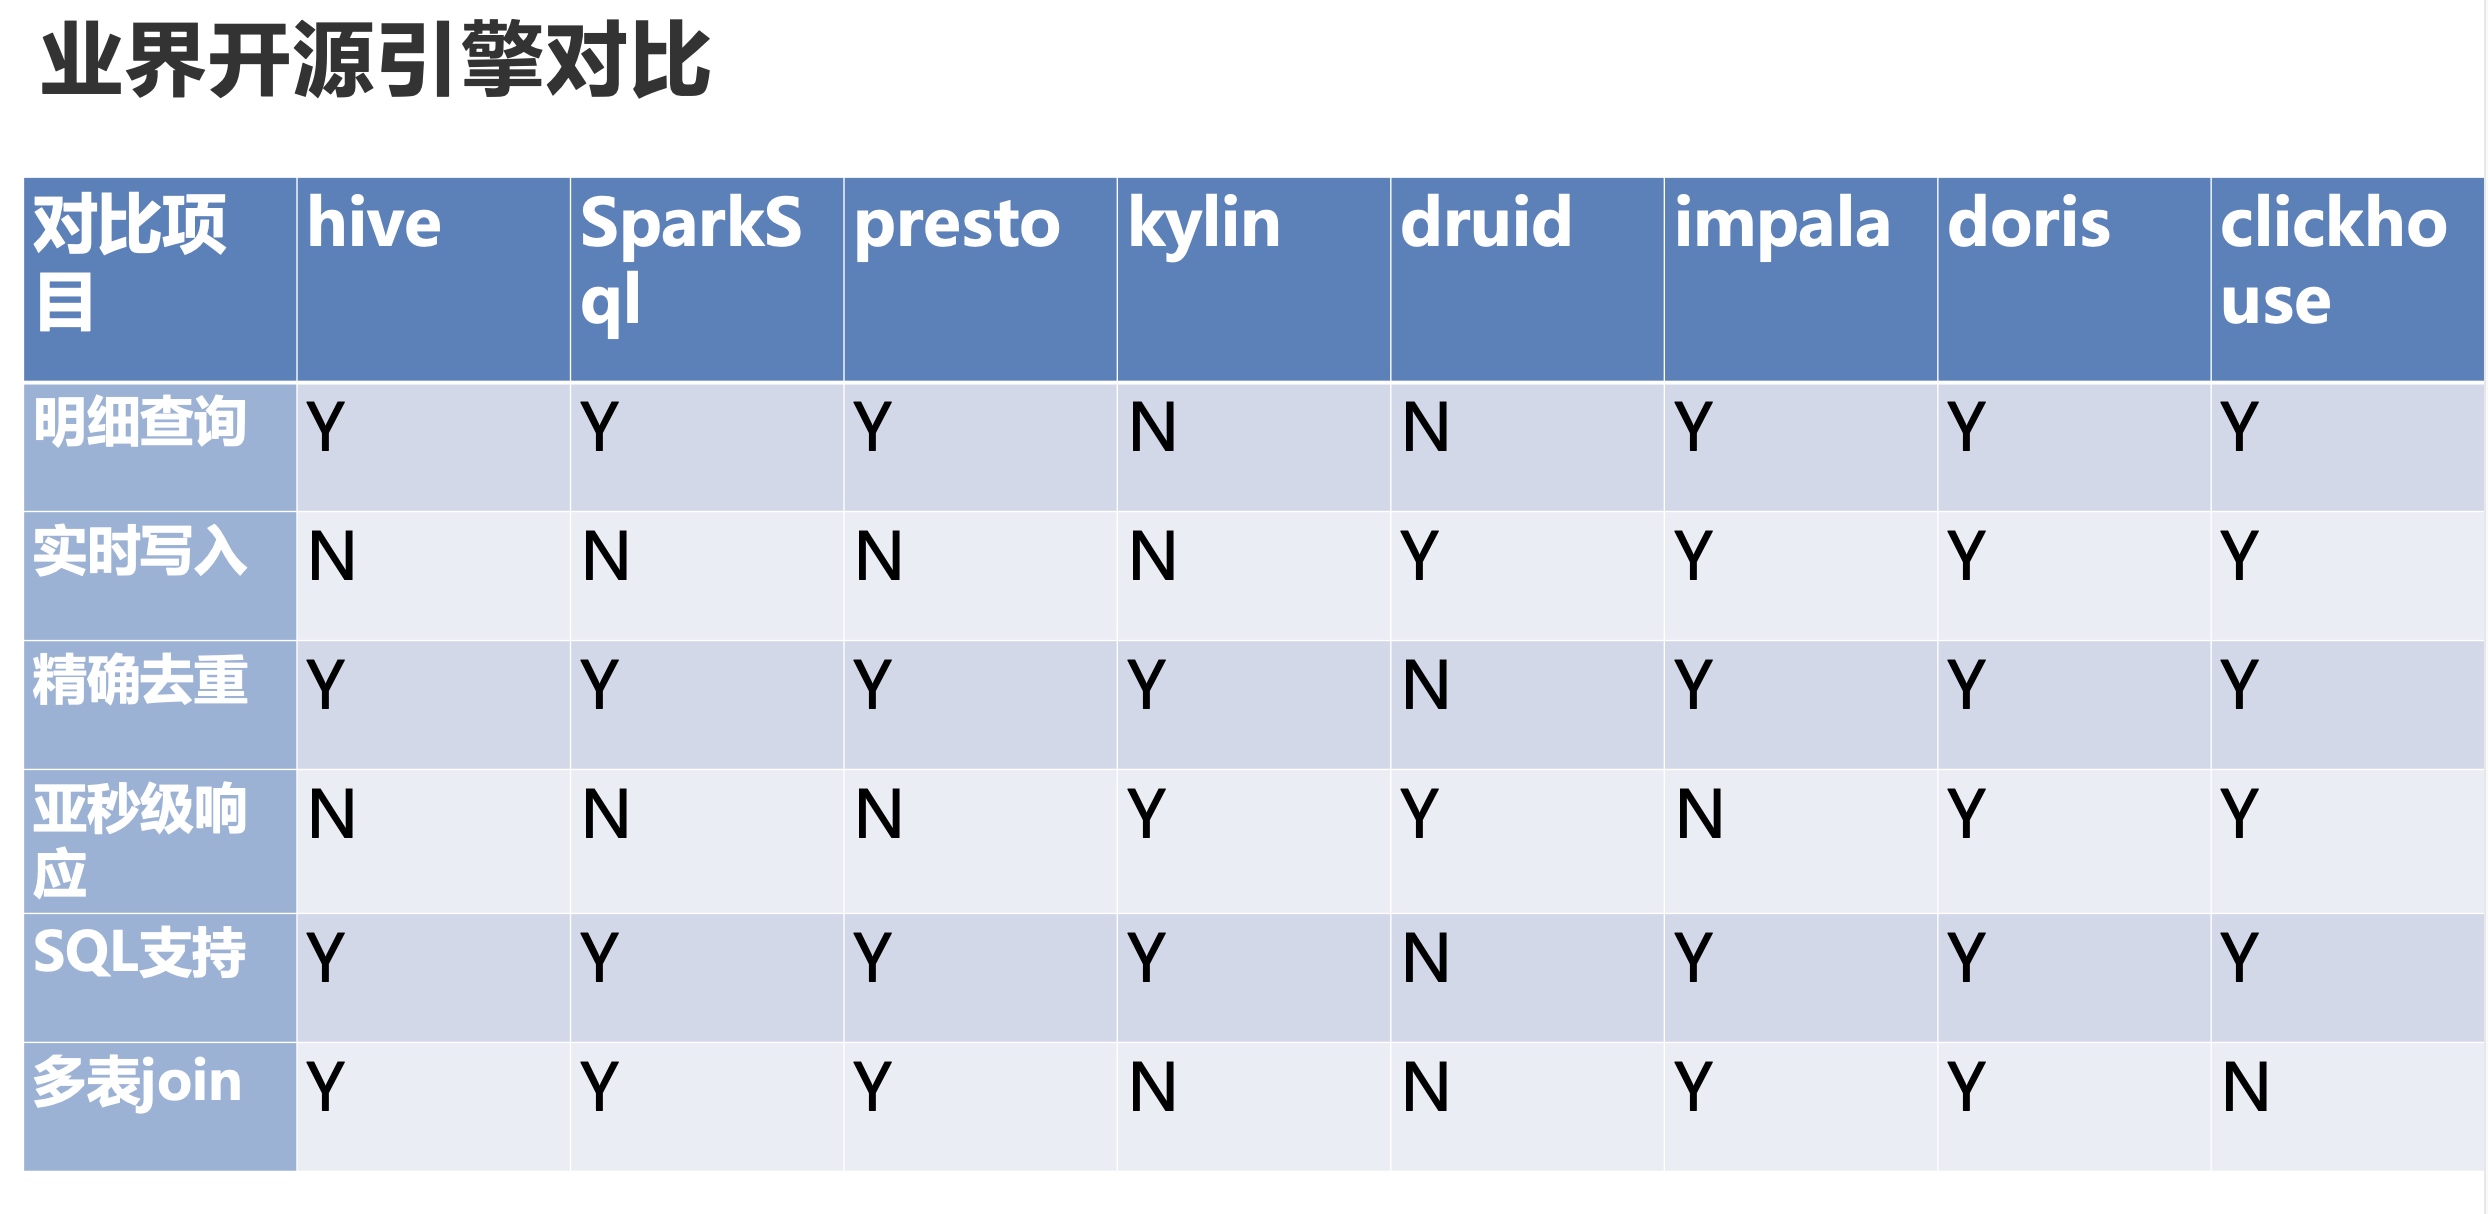 业界开源引擎对比
对比项目 hive SparkSql presto kylin druid impala doris clickhouse
明细查询 Y Y Y N N Y Y Y
实时写入 N N N N Y Y Y Y
精确去重 Y Y Y Y N Y Y Y
亚秒级响应 N N N Y Y N Y Y
SQL支持 Y Y Y Y N Y Y Y
多表join Y Y Y N N Y Y N